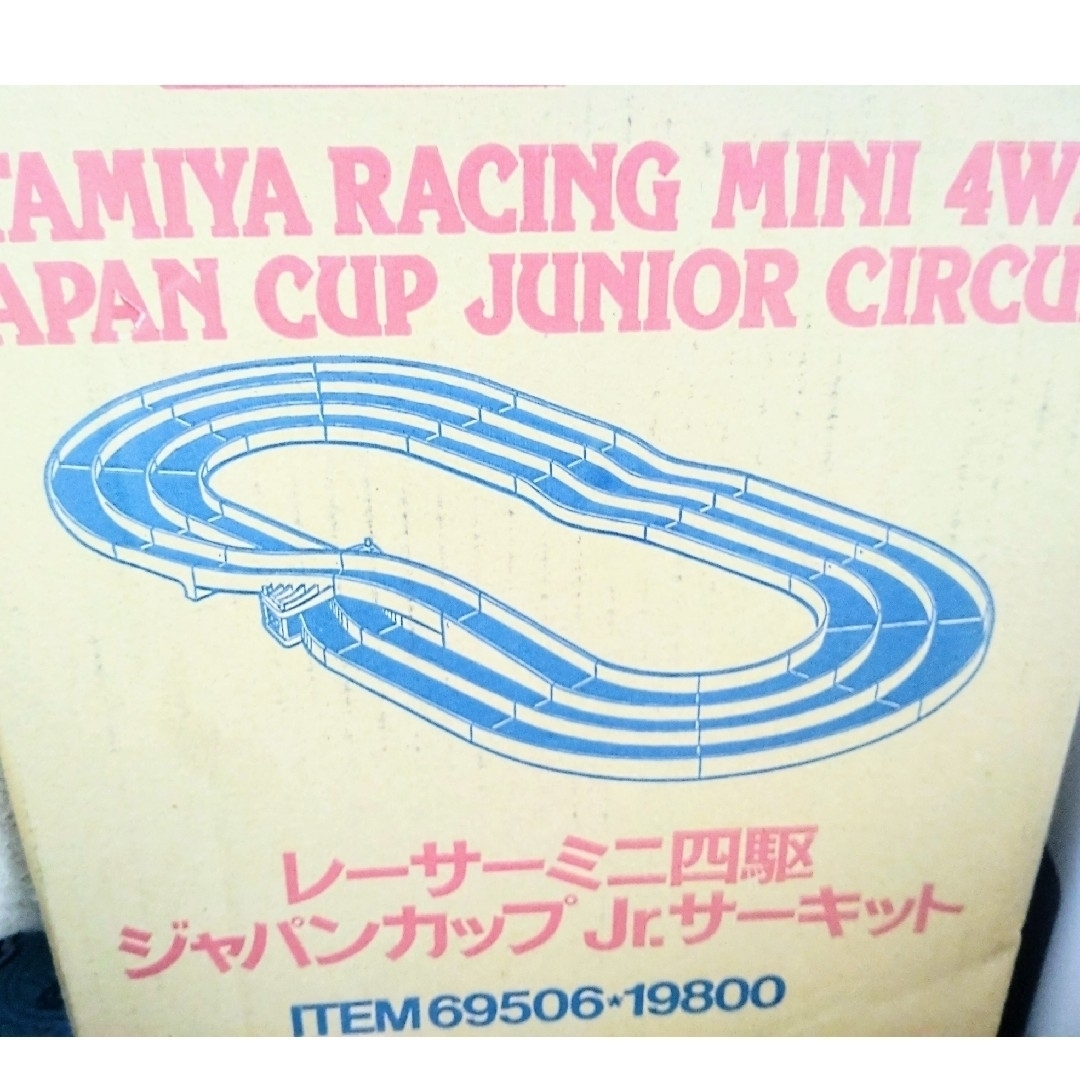 TAMIYA RACING MINI 4W
APAN CUP JUNIOR CIRCU
レーサーミニ四駆
ジャパンカップ Jr.サーキット
ITEM 69506★19800